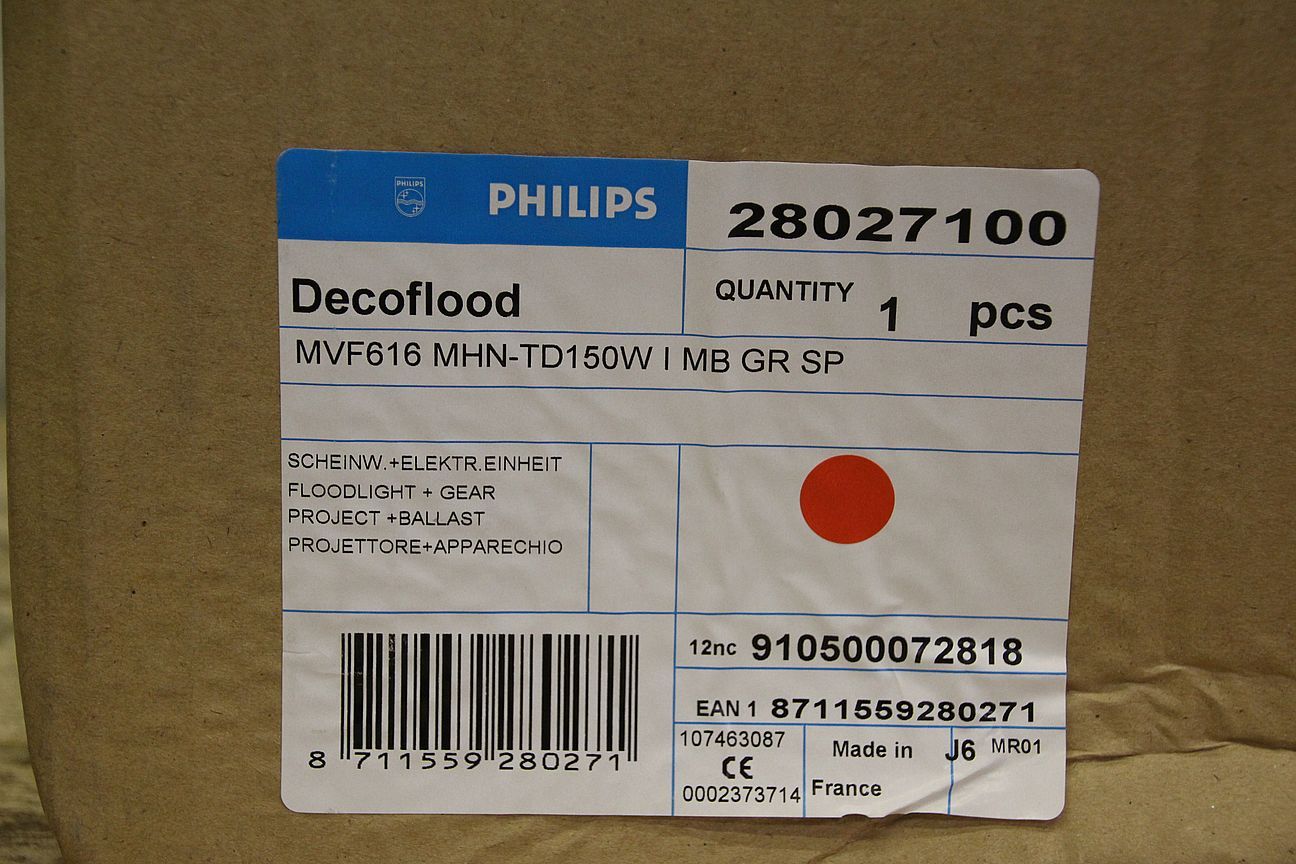 PHILIPS
PHILIPS
28027100
Decoflood
QUANTITY 1 pcs
MVF616 MHN-TD150W I MB GR SP
SCHEINW.+ELEKTR.EINHEIT
FLOODLIGHT + GEAR
PROJECT +BALLAST
PROJETTORE+APPARECHIO
12nc 910500072818
EAN 1 8711559280271
8 711559 280271
107463087
CE
0002373714
Made in
France
J6 MR01